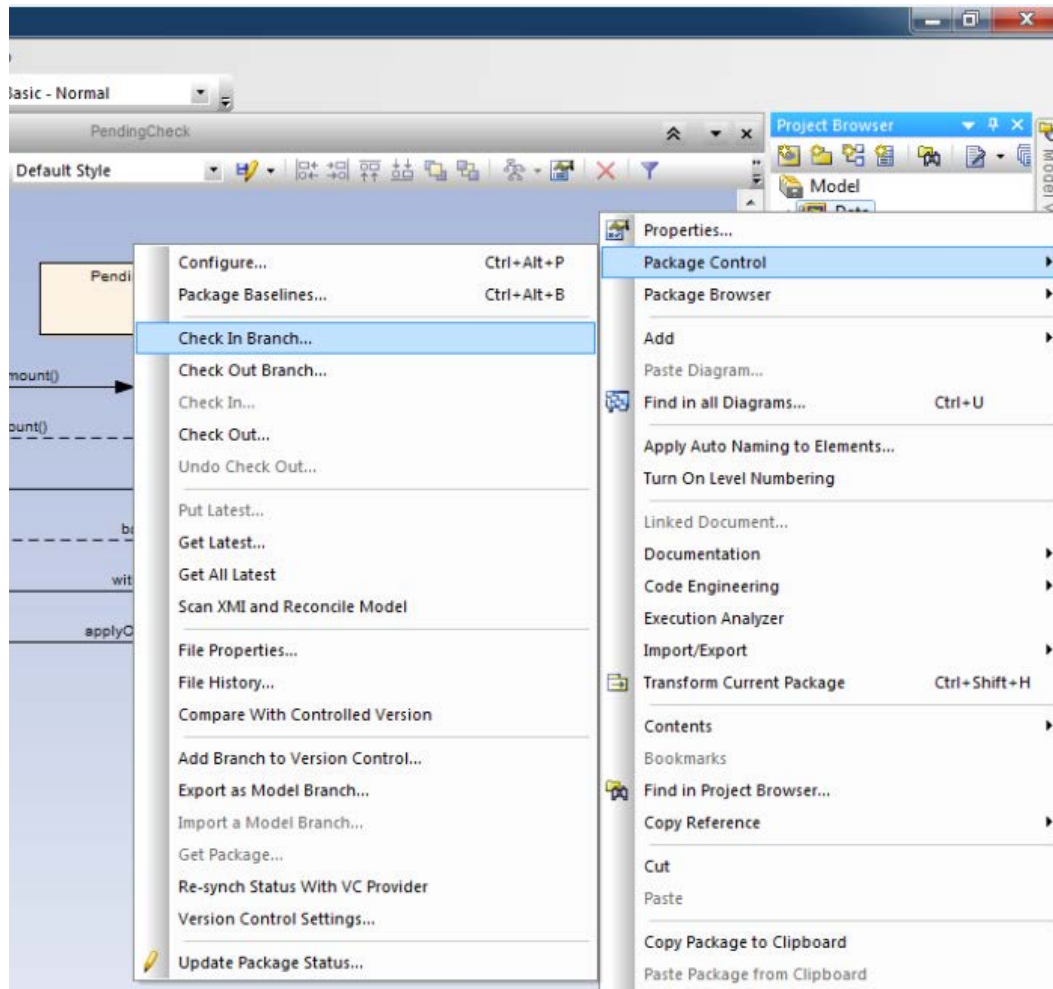 Basic - Normal
PendingCheck
Project Browser
Default Style
Model
Data
Model V
Properties...
Package Control
Package Browser
Add
Paste Diagram...
Find in all Diagrams... Ctrl+U
Apply Auto Naming to Elements...
Turn On Level Numbering
Linked Document...
Documentation
Code Engineering
Execution Analyzer
Import/Export
Transform Current Package Ctrl+Shift+H
Contents
Bookmarks
Find in Project Browser...
Copy Reference
Cut
Paste
Copy Package to Clipboard
Paste Package from Clipboard
Configure... Ctrl+Alt+P
Package Baselines... Ctrl+Alt+B
Check In Branch...
Check Out Branch...
Check In...
Check Out...
Undo Check Out...
Put Latest...
Get Latest...
Get All Latest
Scan XMI and Reconcile Model
File Properties...
File History...
Compare With Controlled Version
Add Branch to Version Control...
Export as Model Branch...
Import a Model Branch...
Get Package...
Re-synch Status With VC Provider
Version Control Settings...
Update Package Status...
Pendi
mount()
ount()
ba
wit
applyO